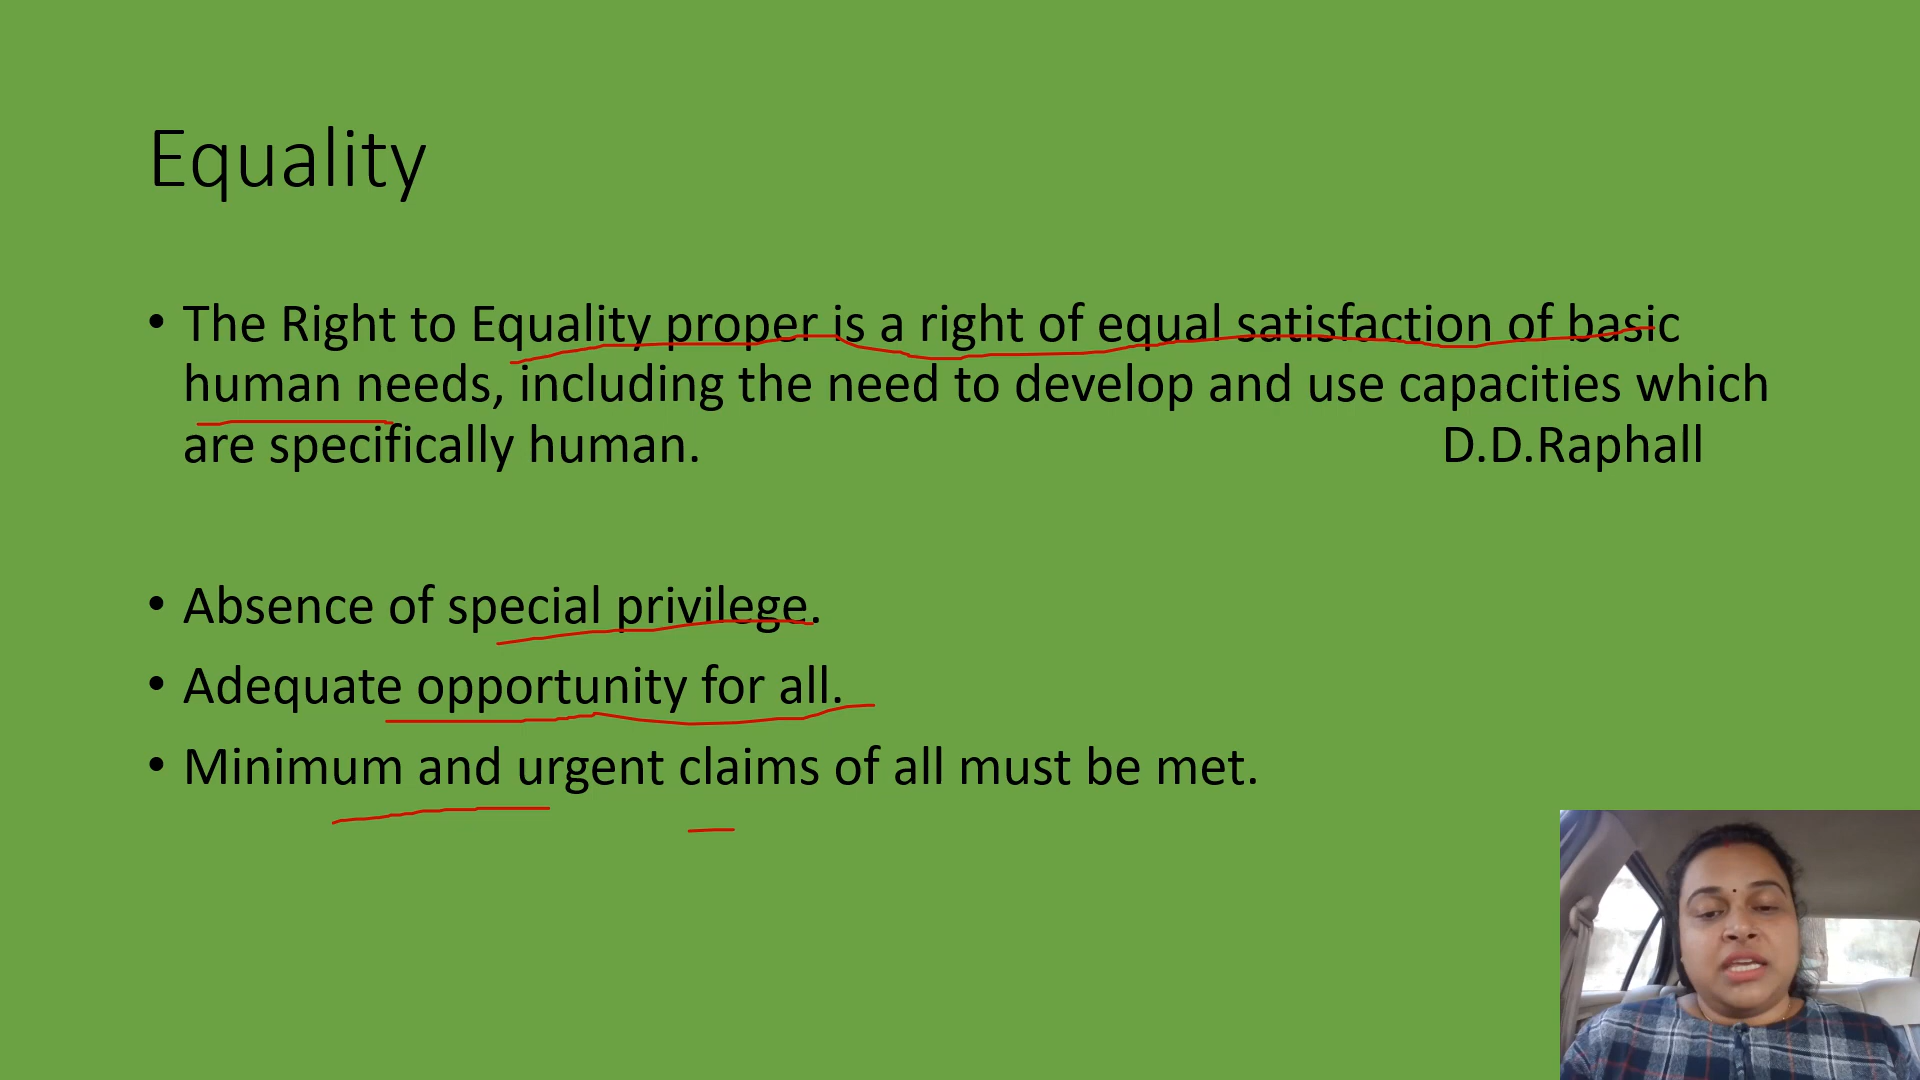 Equality
• The Right to Equality proper is a right of equal satisfaction of basic
human needs, including the need to develop and use capacities which
are specifically human. D.D.Raphall
• Absence of special privilege.
• Adequate opportunity for all.
• Minimum and urgent claims of all must be met.